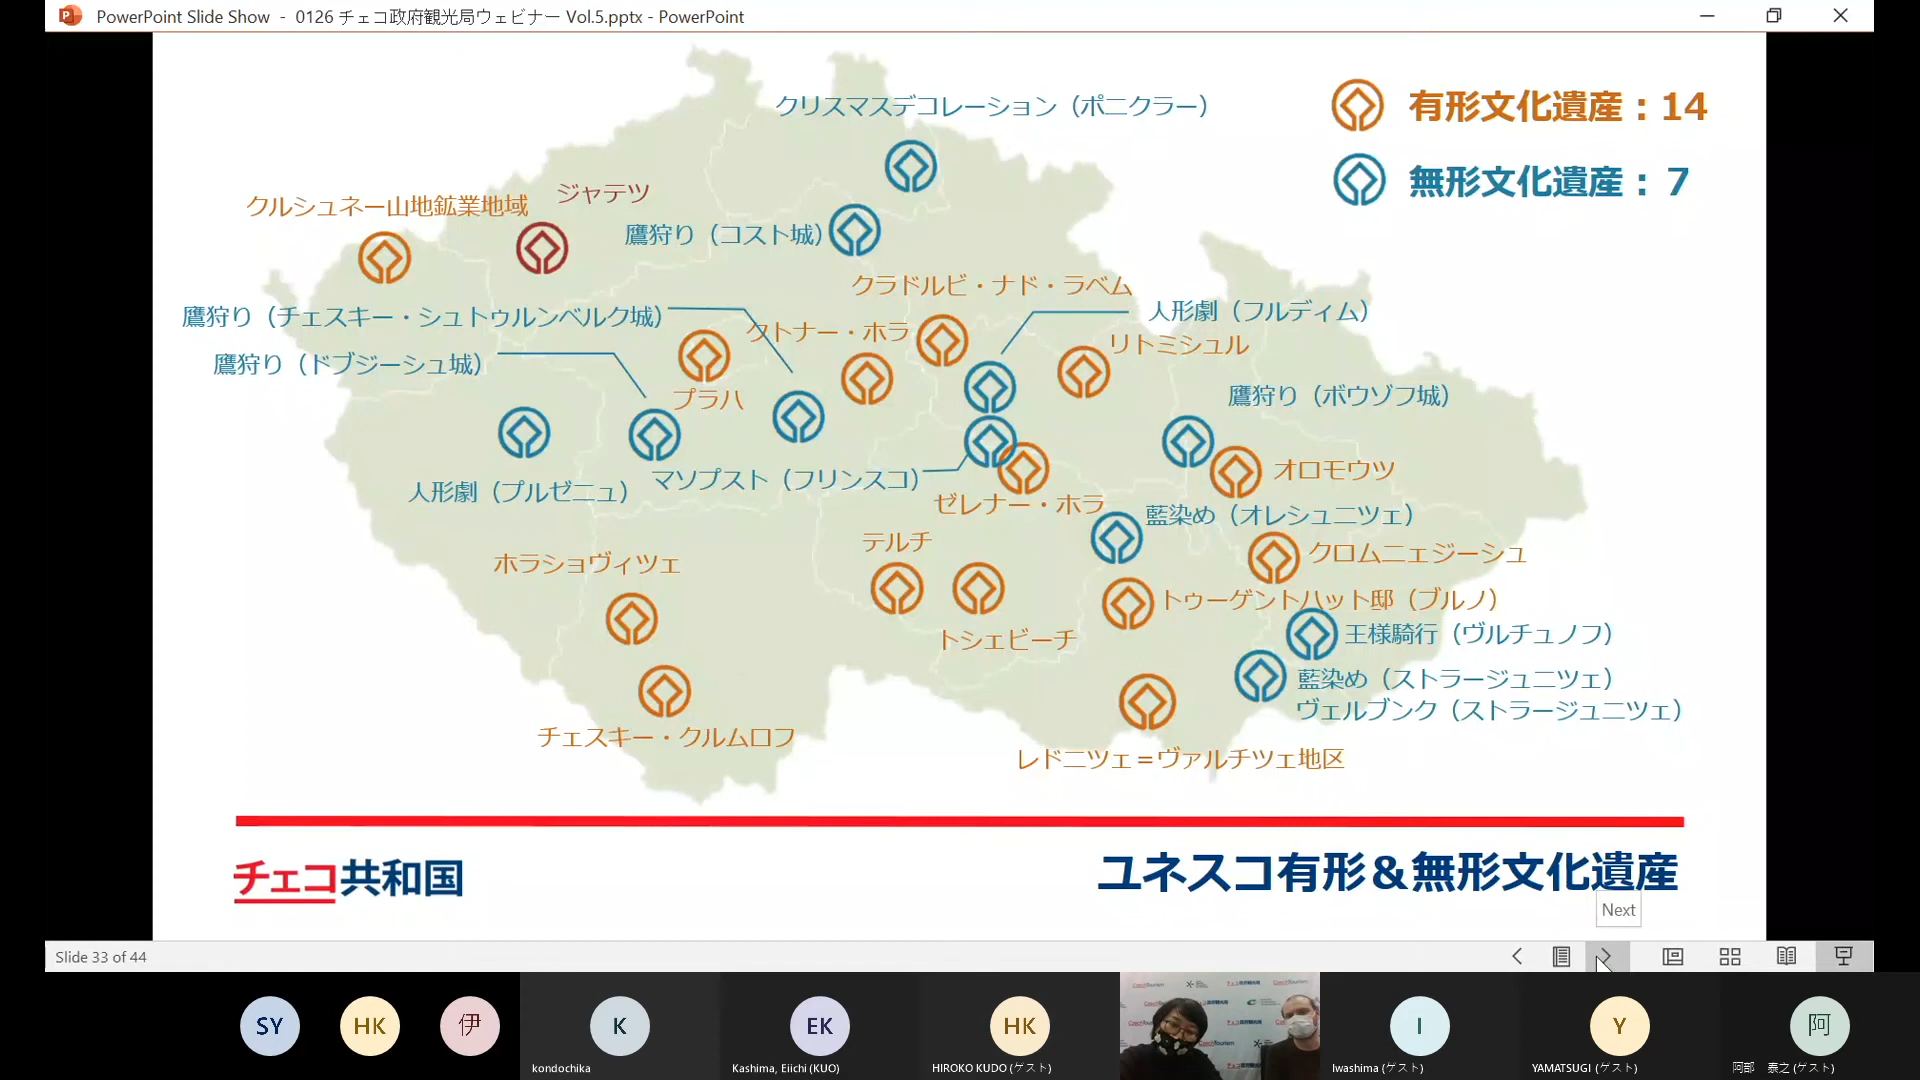 PowerPoint Slide Show - 0126 チェコ政府観光局ウェビナー Vol.5.pptx - PowerPoint
クリスマスデコレーション（ポニクラー）
有形文化遺産：14
無形文化遺産：7
クルシュネー山地鉱業地域
ジャテツ
鷹狩り（コスト城）
クラドルビ・ナド・ラベム
鷹狩り（チェスキー・シュトゥルンベルク城）
クトナー・ホラ
人形劇（フルディム）
リトミシュル
鷹狩り（ドブジーシュ城）
プラハ
鷹狩り（ボウゾフ城）
人形劇（プルゼニュ）
マソプスト（フリンスコ）
オロモウツ
ゼレナー・ホラ
藍染め（オレシュニツェ）
テルチ
クロムニェジーシュ
ホラショヴィツェ
トゥーゲントハット邸（ブルノ）
トシェビーチ
王様騎行（ヴルチュノフ）
藍染め（ストラージュニツェ）
ヴェルブンク（ストラージュニツェ）
チェスキー・クルムロフ
レドニツェ＝ヴァルチツェ地区
チェコ共和国
ユネスコ有形＆無形文化遺産
Next
Slide 33 of 44
SY
HK
伊
K
EK
HK
I
Y
阿
kondochika
Kashima, Eiichi (KUO)
HIROKO KUDO (ゲスト)
Iwashima (ゲスト)
YAMATSUGI (ゲスト)
阿部 泰之 (ゲスト)